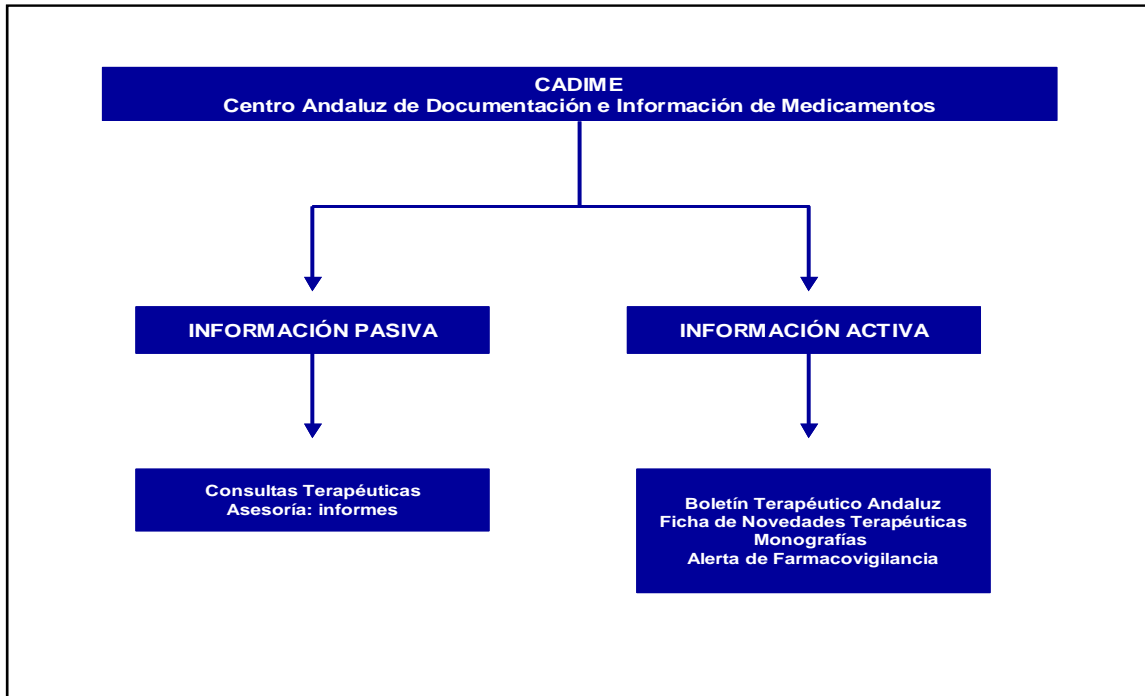 CADIME
Centro Andaluz de Documentación e Información de Medicamentos
INFORMACIÓN PASIVA
INFORMACIÓN ACTIVA
Consultas Terapéuticas
Asesoría: informes
Boletín Terapéutico Andaluz
Ficha de Novedades Terapéuticas
Monografías
Alerta de Farmacovigilancia